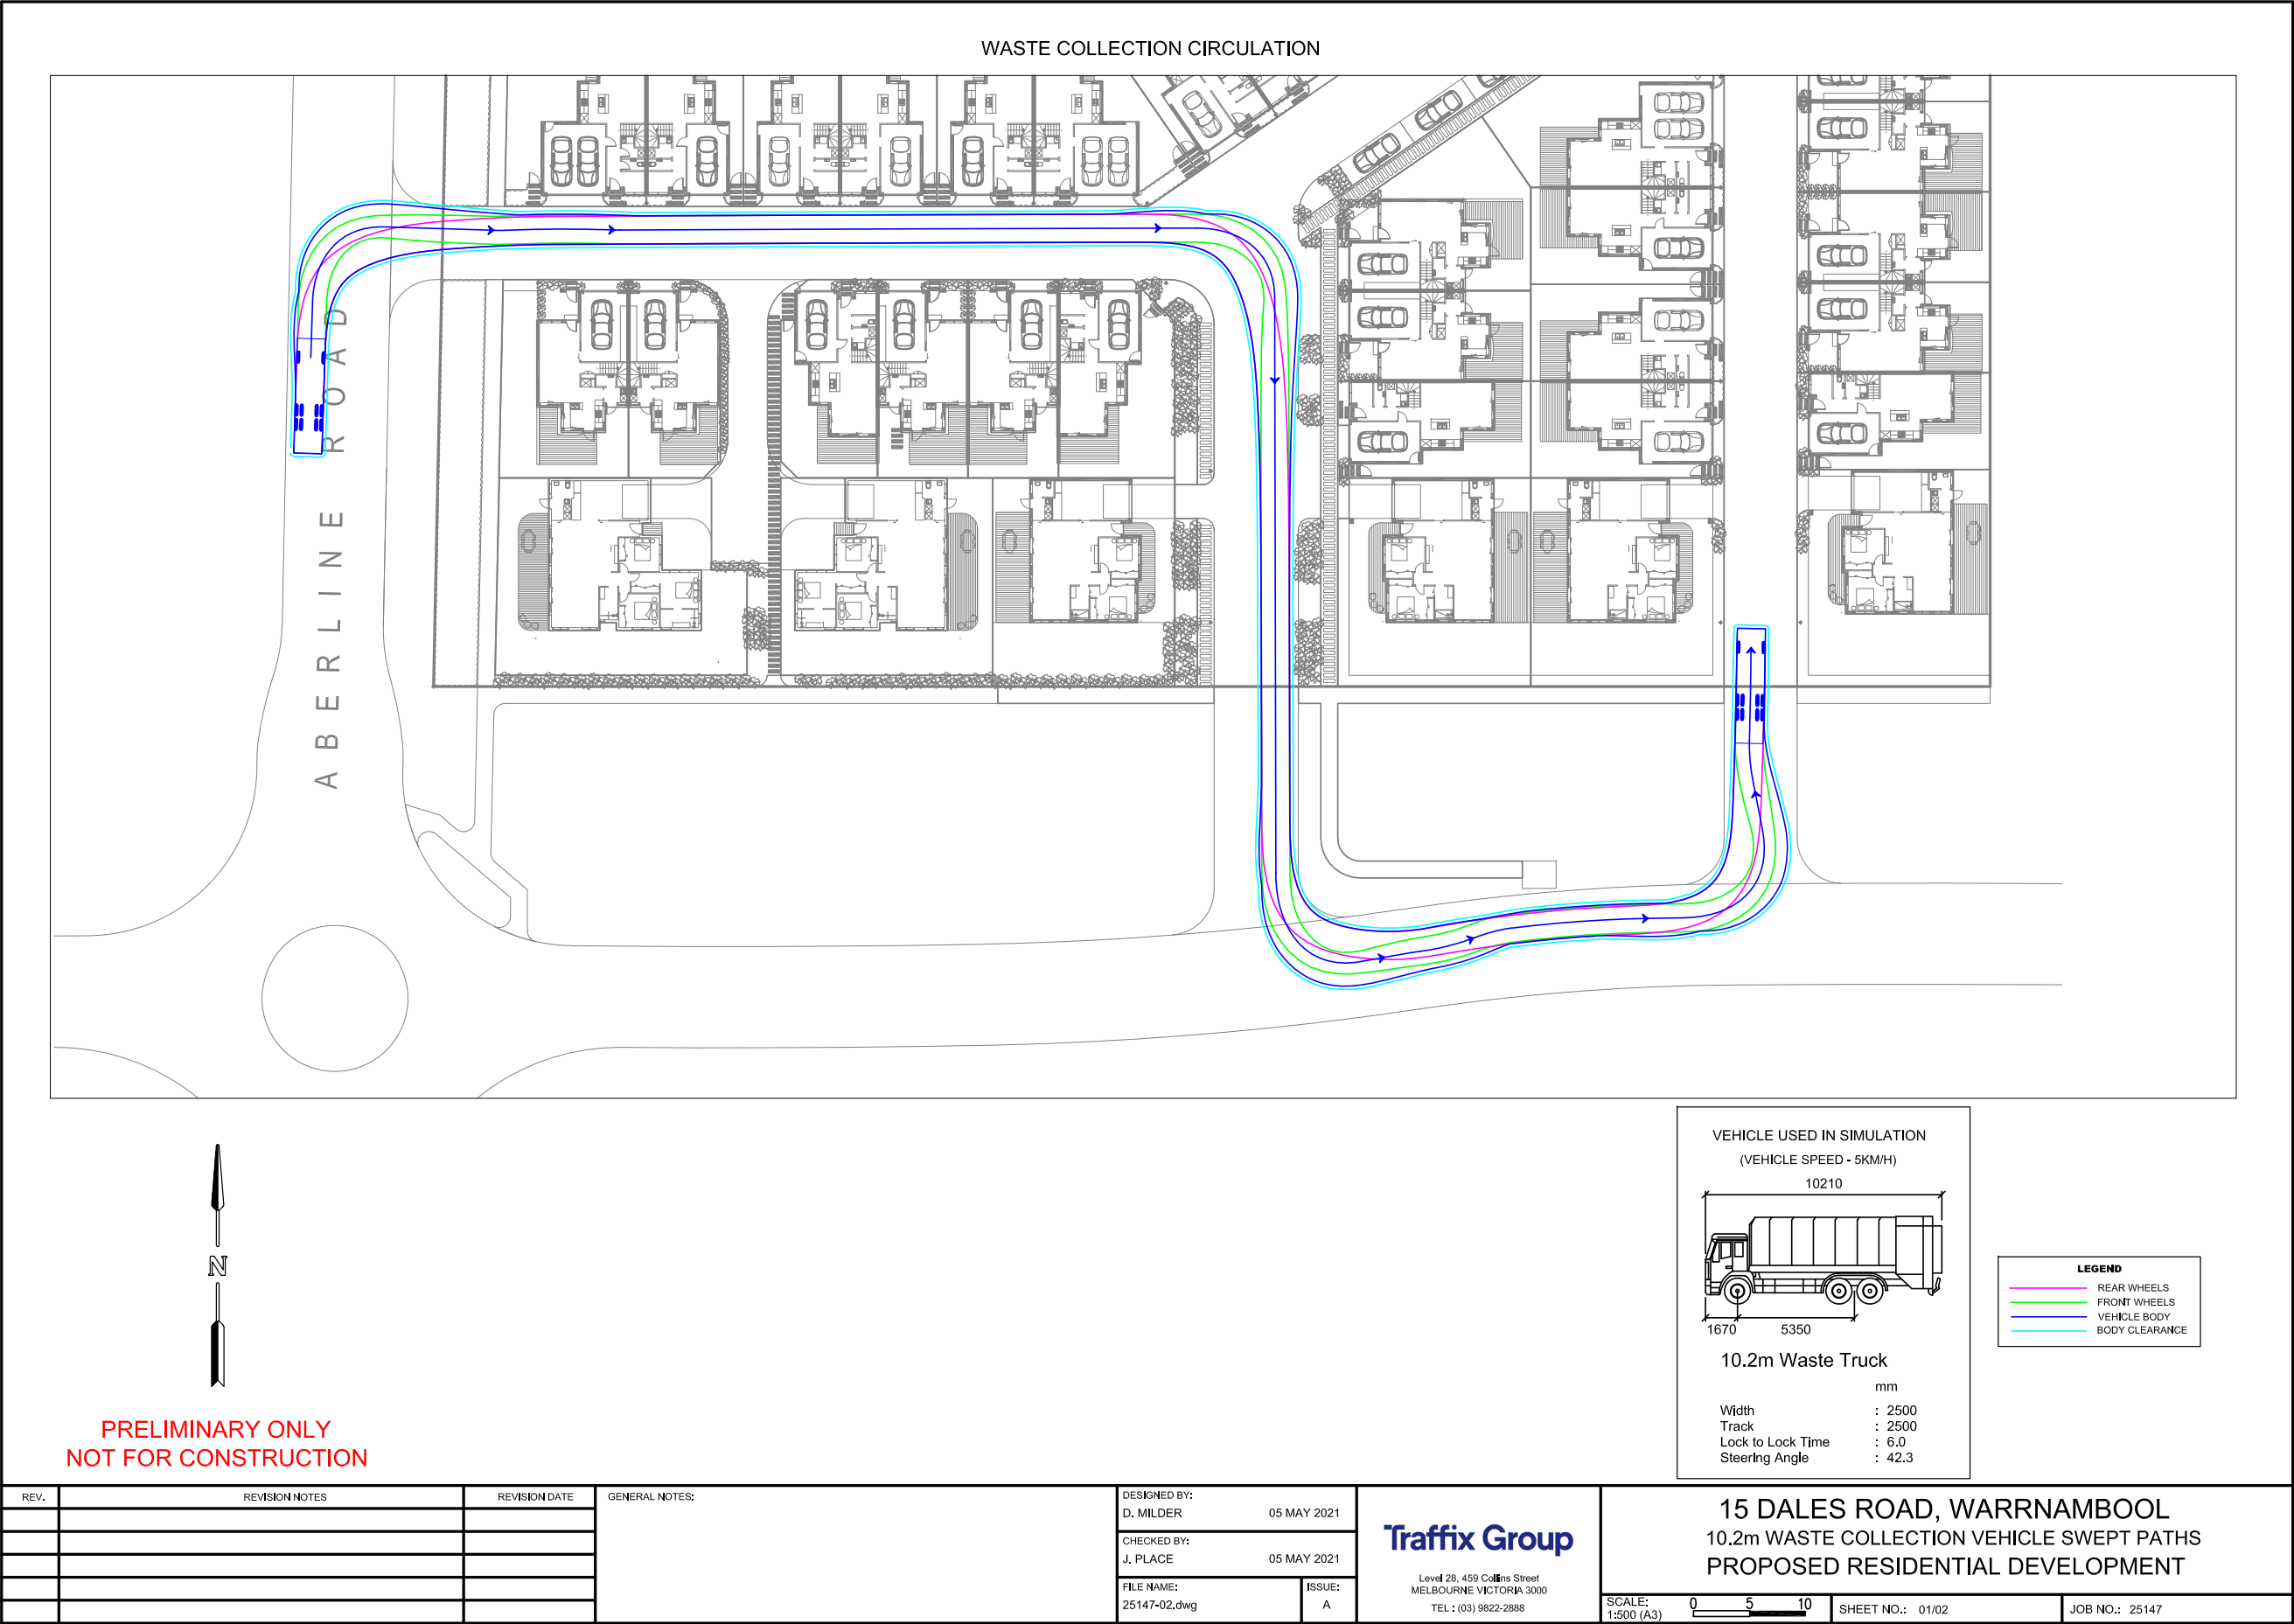 WASTE COLLECTION CIRCULATION
ABERLINE ROAD
N
PRELIMINARY ONLY
NOT FOR CONSTRUCTION
VEHICLE USED IN SIMULATION
(VEHICLE SPEED - 5KM/H)
10210
1670 5350
10.2m Waste Truck
mm
Width : 2500
Track : 2500
Lock to Lock Time : 6.0
Steering Angle : 42.3
LEGEND
REAR WHEELS
FRONT WHEELS
VEHICLE BODY
BODY CLEARANCE
REV. REVISION NOTES REVISION DATE
GENERAL NOTES:
DESIGNED BY:
D. MILDER 05 MAY 2021
CHECKED BY:
J. PLACE 05 MAY 2021
FILE NAME: ISSUE:
25147-02.dwg A
Traffix Group
Level 28, 459 Collins Street
MELBOURNE VICTORIA 3000
TEL : (03) 9822-2888
15 DALES ROAD, WARRNAMBOOL
10.2m WASTE COLLECTION VEHICLE SWEPT PATHS
PROPOSED RESIDENTIAL DEVELOPMENT
SCALE: 0 5 10
1:500 (A3)
SHEET NO.: 01/02
JOB NO.: 25147